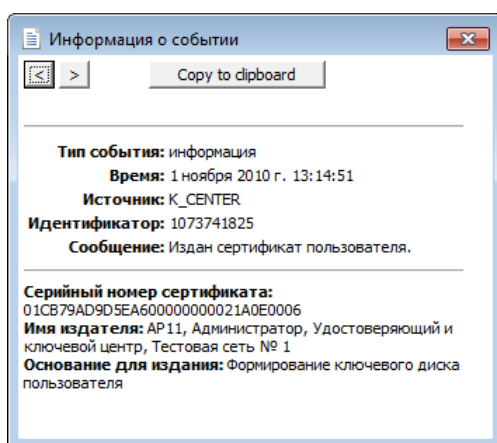 Информация о событии
< > Copy to clipboard
Тип события: информация
Время: 1 ноября 2010 г. 13:14:51
Источник: K_CENTER
Идентификатор: 1073741825
Сообщение: Издан сертификат пользователя.
Серийный номер сертификата:
01CB79AD9D5EA600000000021A0E0006
Имя издателя: АР11, Администратор, Удостоверяющий и
ключевой центр, Тестовая сеть № 1
Основание для издания: Формирование ключевого диска
пользователя